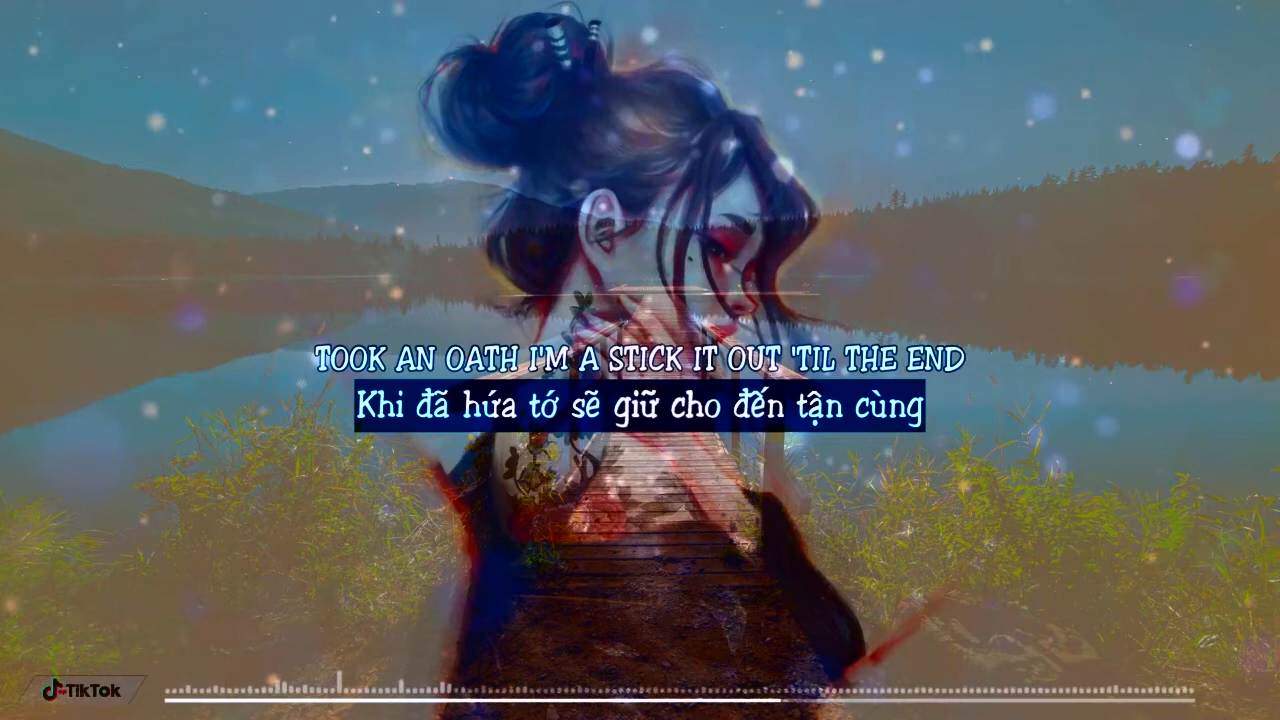 TOOK AN OATH I'M A STICK IT OUT 'TIL THE END
Khi đã hứa tớ sẽ giữ cho đến tận cùng
TikTok